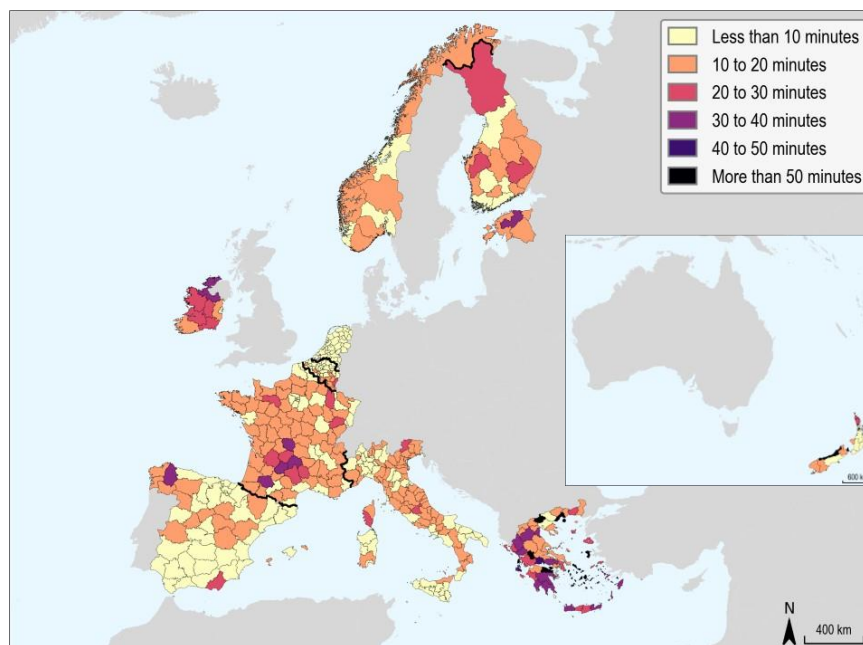 Less than 10 minutes
10 to 20 minutes
20 to 30 minutes
30 to 40 minutes
40 to 50 minutes
More than 50 minutes
N
400 km